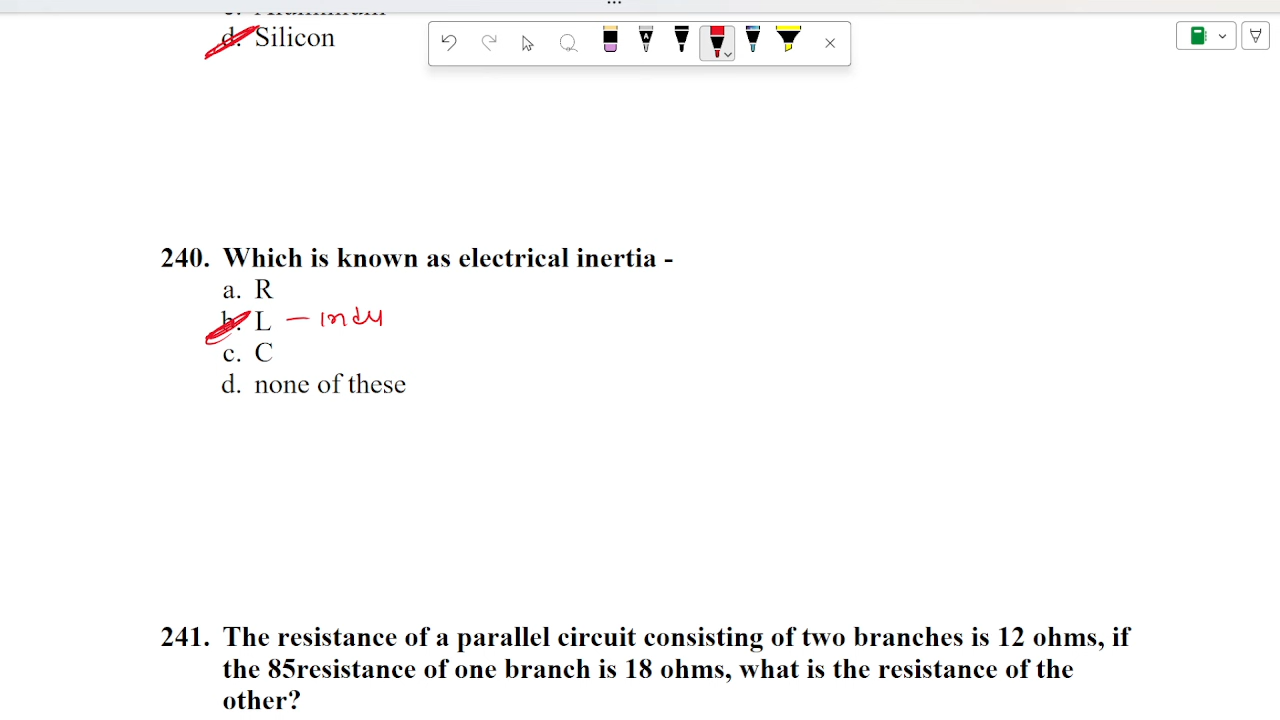 d. Silicon
240. Which is known as electrical inertia -
a. R
b. L — indu
c. C
d. none of these
241. The resistance of a parallel circuit consisting of two branches is 12 ohms, if
the 85resistance of one branch is 18 ohms, what is the resistance of the
other?